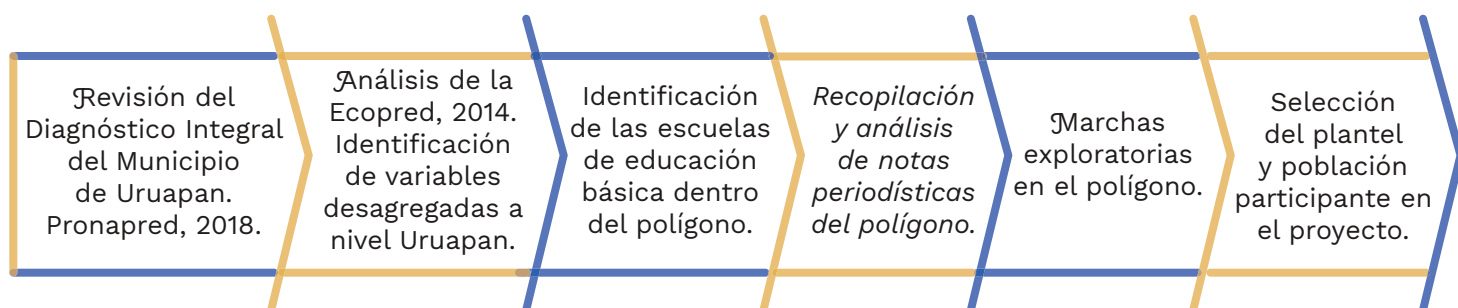 Revisión del
Diagnóstico Integral
del Municipio
de Uruapan.
Pronapred, 2018.
Análisis de la
Ecopred, 2014.
Identificación
de variables
desagregadas a
nivel Uruapan.
Identificación
de las escuelas
de educación
básica dentro
del polígono.
Recopilación
y análisis
de notas
periodísticas
del polígono.
Marchas
exploratorias
en el polígono.
Selección
del plantel
y población
participante en
el proyecto.